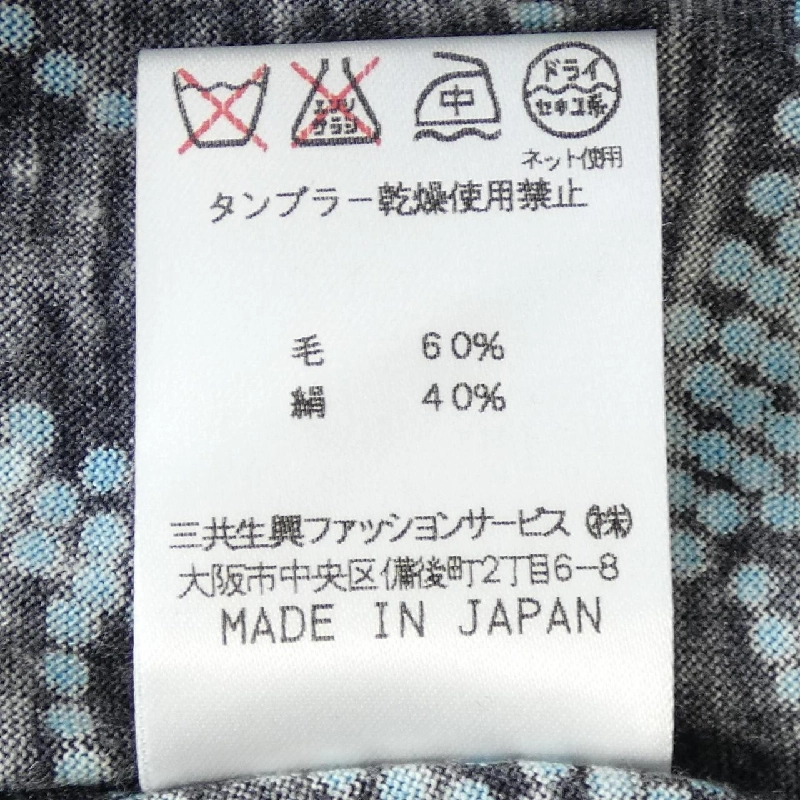 エンソ
サラシ
中
ドライ
セキユ系
ネット使用
タンブラー乾燥使用禁止
毛 60%
絹 40%
三共生興ファッションサービス ㈱
大阪市中央区備後町2丁目6-8
MADE IN JAPAN